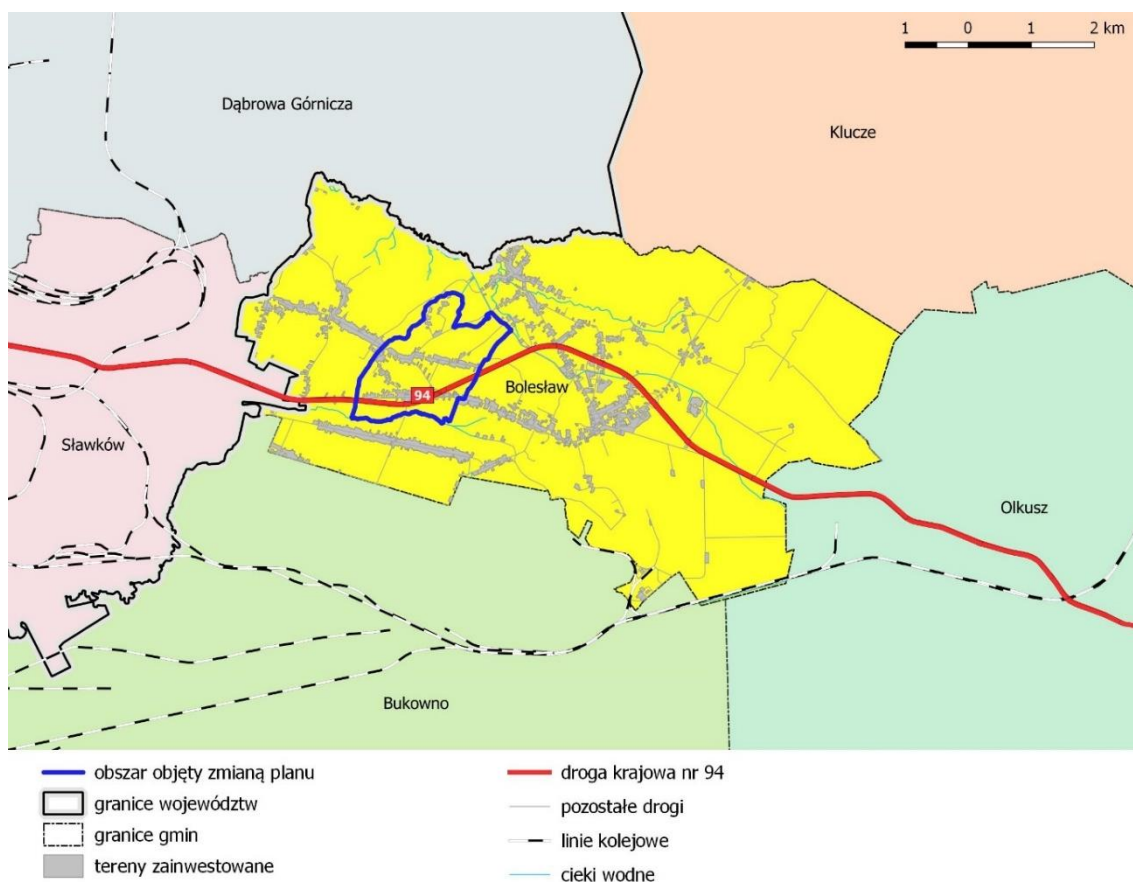 1 0 1 2 km
Dąbrowa Górnicza
Klucze
94
Bolesław
Sławków
Olkusz
Bukowno
obszar objęty zmianą planu
granice województw
granice gmin
tereny zainwestowane
droga krajowa nr 94
pozostałe drogi
linie kolejowe
cieki wodne